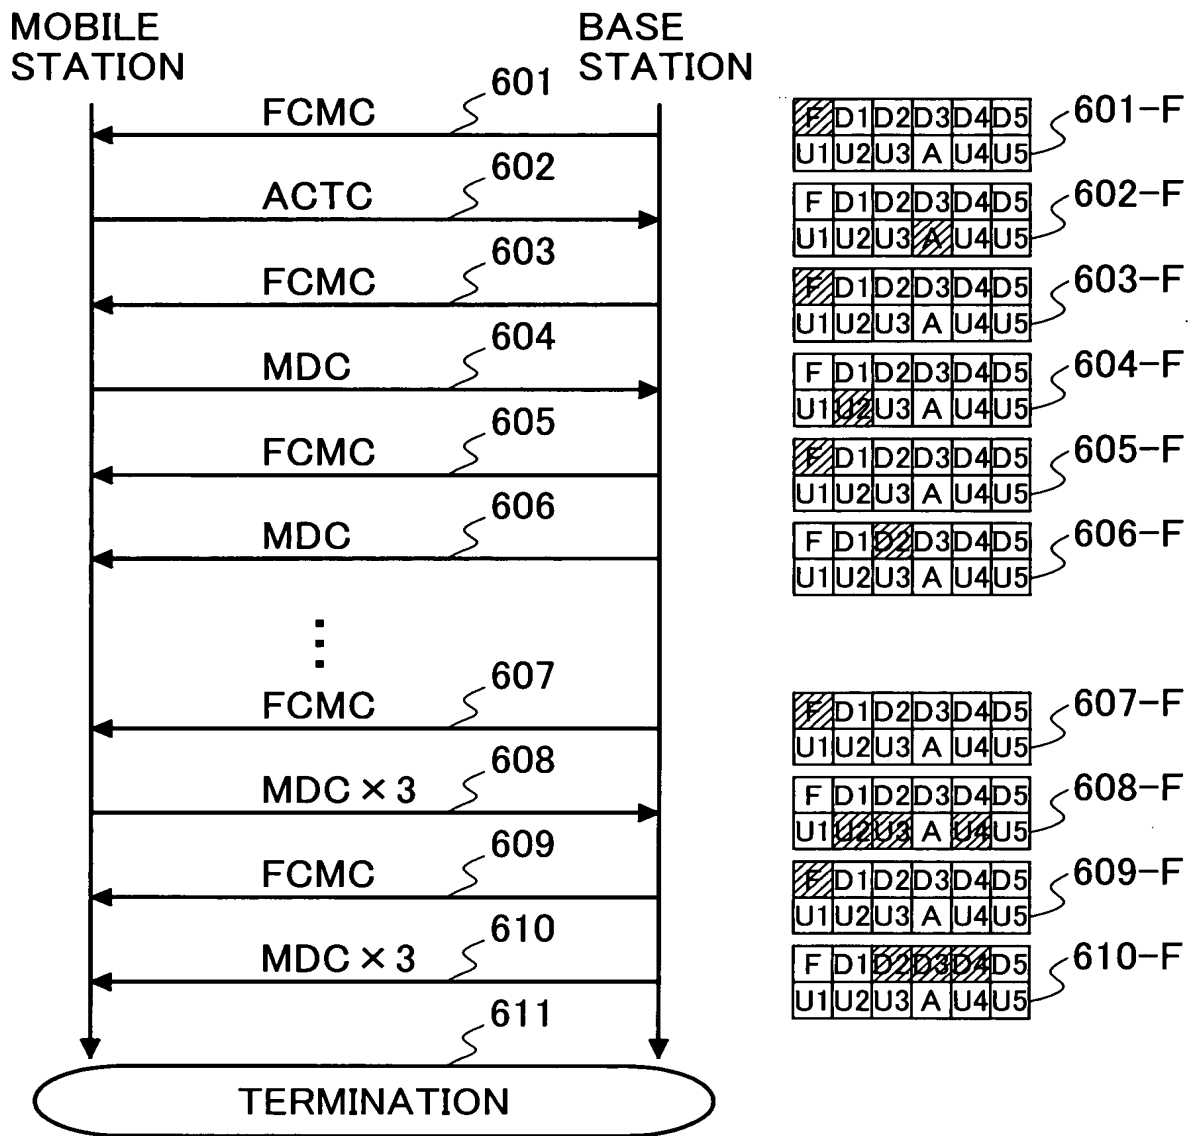 MOBILE STATION
BASE STATION
601
FCMC
F D1 D2 D3 D4 D5
U1 U2 U3 A U4 U5
601-F
602
ACTC
F D1 D2 D3 D4 D5
U1 U2 U3 A U4 U5
602-F
603
FCMC
F D1 D2 D3 D4 D5
U1 U2 U3 A U4 U5
603-F
604
MDC
F D1 D2 D3 D4 D5
U1 U2 U3 A U4 U5
604-F
605
FCMC
F D1 D2 D3 D4 D5
U1 U2 U3 A U4 U5
605-F
606
MDC
F D1 D2 D3 D4 D5
U1 U2 U3 A U4 U5
606-F
607
FCMC
F D1 D2 D3 D4 D5
U1 U2 U3 A U4 U5
607-F
608
MDC × 3
F D1 D2 D3 D4 D5
U1 U2 U3 A U4 U5
608-F
609
FCMC
F D1 D2 D3 D4 D5
U1 U2 U3 A U4 U5
609-F
610
MDC × 3
F D1 D2 D3 D4 D5
U1 U2 U3 A U4 U5
610-F
611
TERMINATION